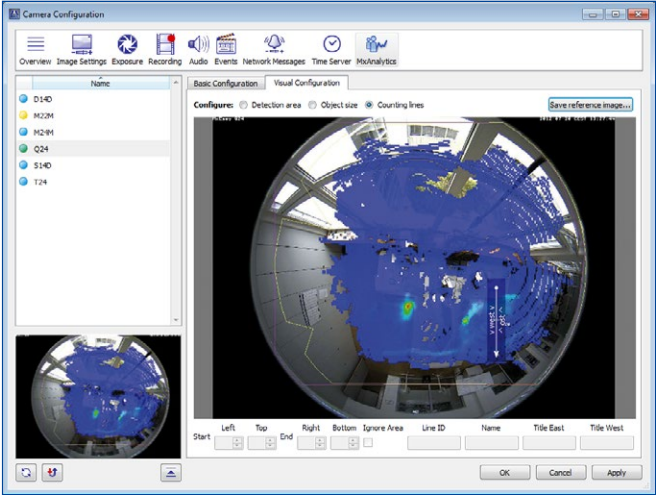 Camera Configuration
Overview Image Settings Exposure Recording Audio Events Network Messages Time Server MxAnalytics
Name
D14D
M22M
M24M
Q24
S14D
T24
Basic Configuration Visual Configuration
Configure: Detection area Object size Counting lines Save reference image...
Left Top Right Bottom Ignore Area Line ID Name Title East Title West
Start End
OK Cancel Apply